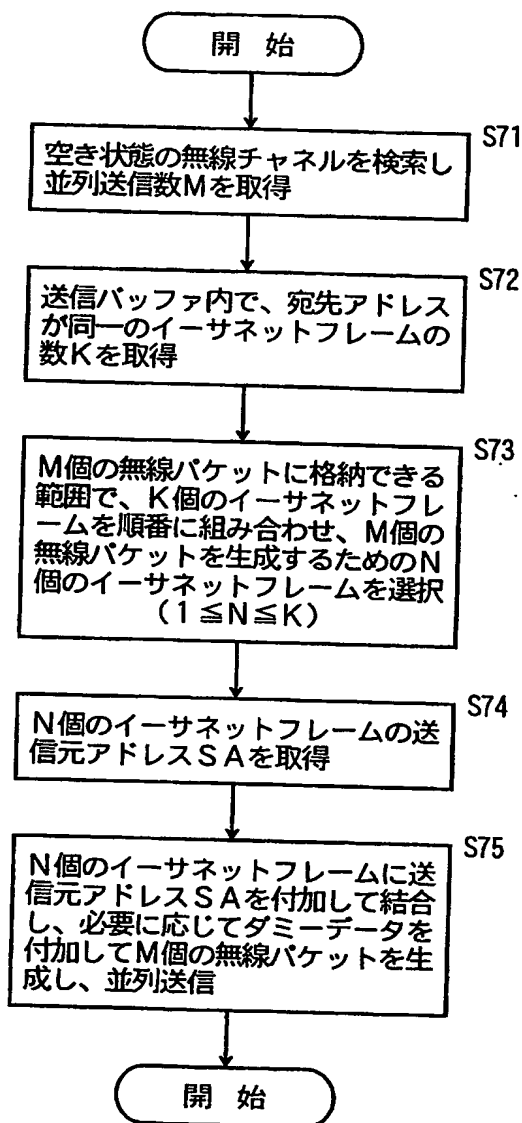 開 始
S71
空き状態の無線チャネルを検索し
並列送信数Mを取得
S72
送信バッファ内で、宛先アドレス
が同一のイーサネットフレームの
数Kを取得
S73
M個の無線パケットに格納できる
範囲で、K個のイーサネットフレ
ームを順番に組み合わせ、M個の
無線パケットを生成するためのN
個のイーサネットフレームを選択
(1≦N≦K)
S74
N個のイーサネットフレームの送
信元アドレスSAを取得
S75
N個のイーサネットフレームに送
信元アドレスSAを付加して結合
し、必要に応じてダミーデータを
付加してM個の無線パケットを生
成し、並列送信
開 始